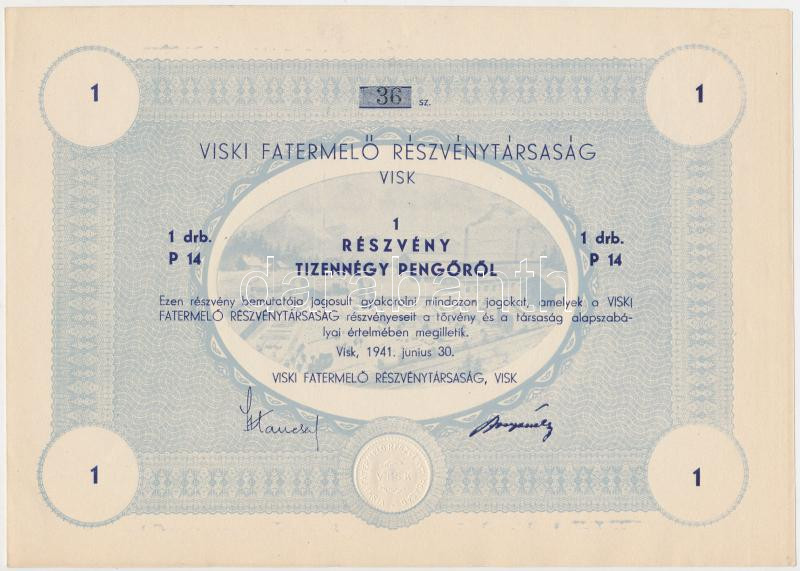 1
1
36 sz.
VISKI FATERMELŐ RÉSZVÉNYTÁRSASÁG
VISK
1
1 drb. RÉSZVÉNY 1 drb.
P 14 TIZENNÉGY PENGŐRŐL P 14
darabanth
Ezen részvény bemutatója jogosult gyakorolni mindazon jogokat, amelyek a VISKI
FATERMELŐ RÉSZVÉNYTÁRSASÁG részvényeseit a törvény és a társaság alapszabá-
lyai értelmében megilletik.
Visk, 1941. junius 30.
VISKI FATERMELŐ RÉSZVÉNYTÁRSASÁG, VISK
VISK
1
1